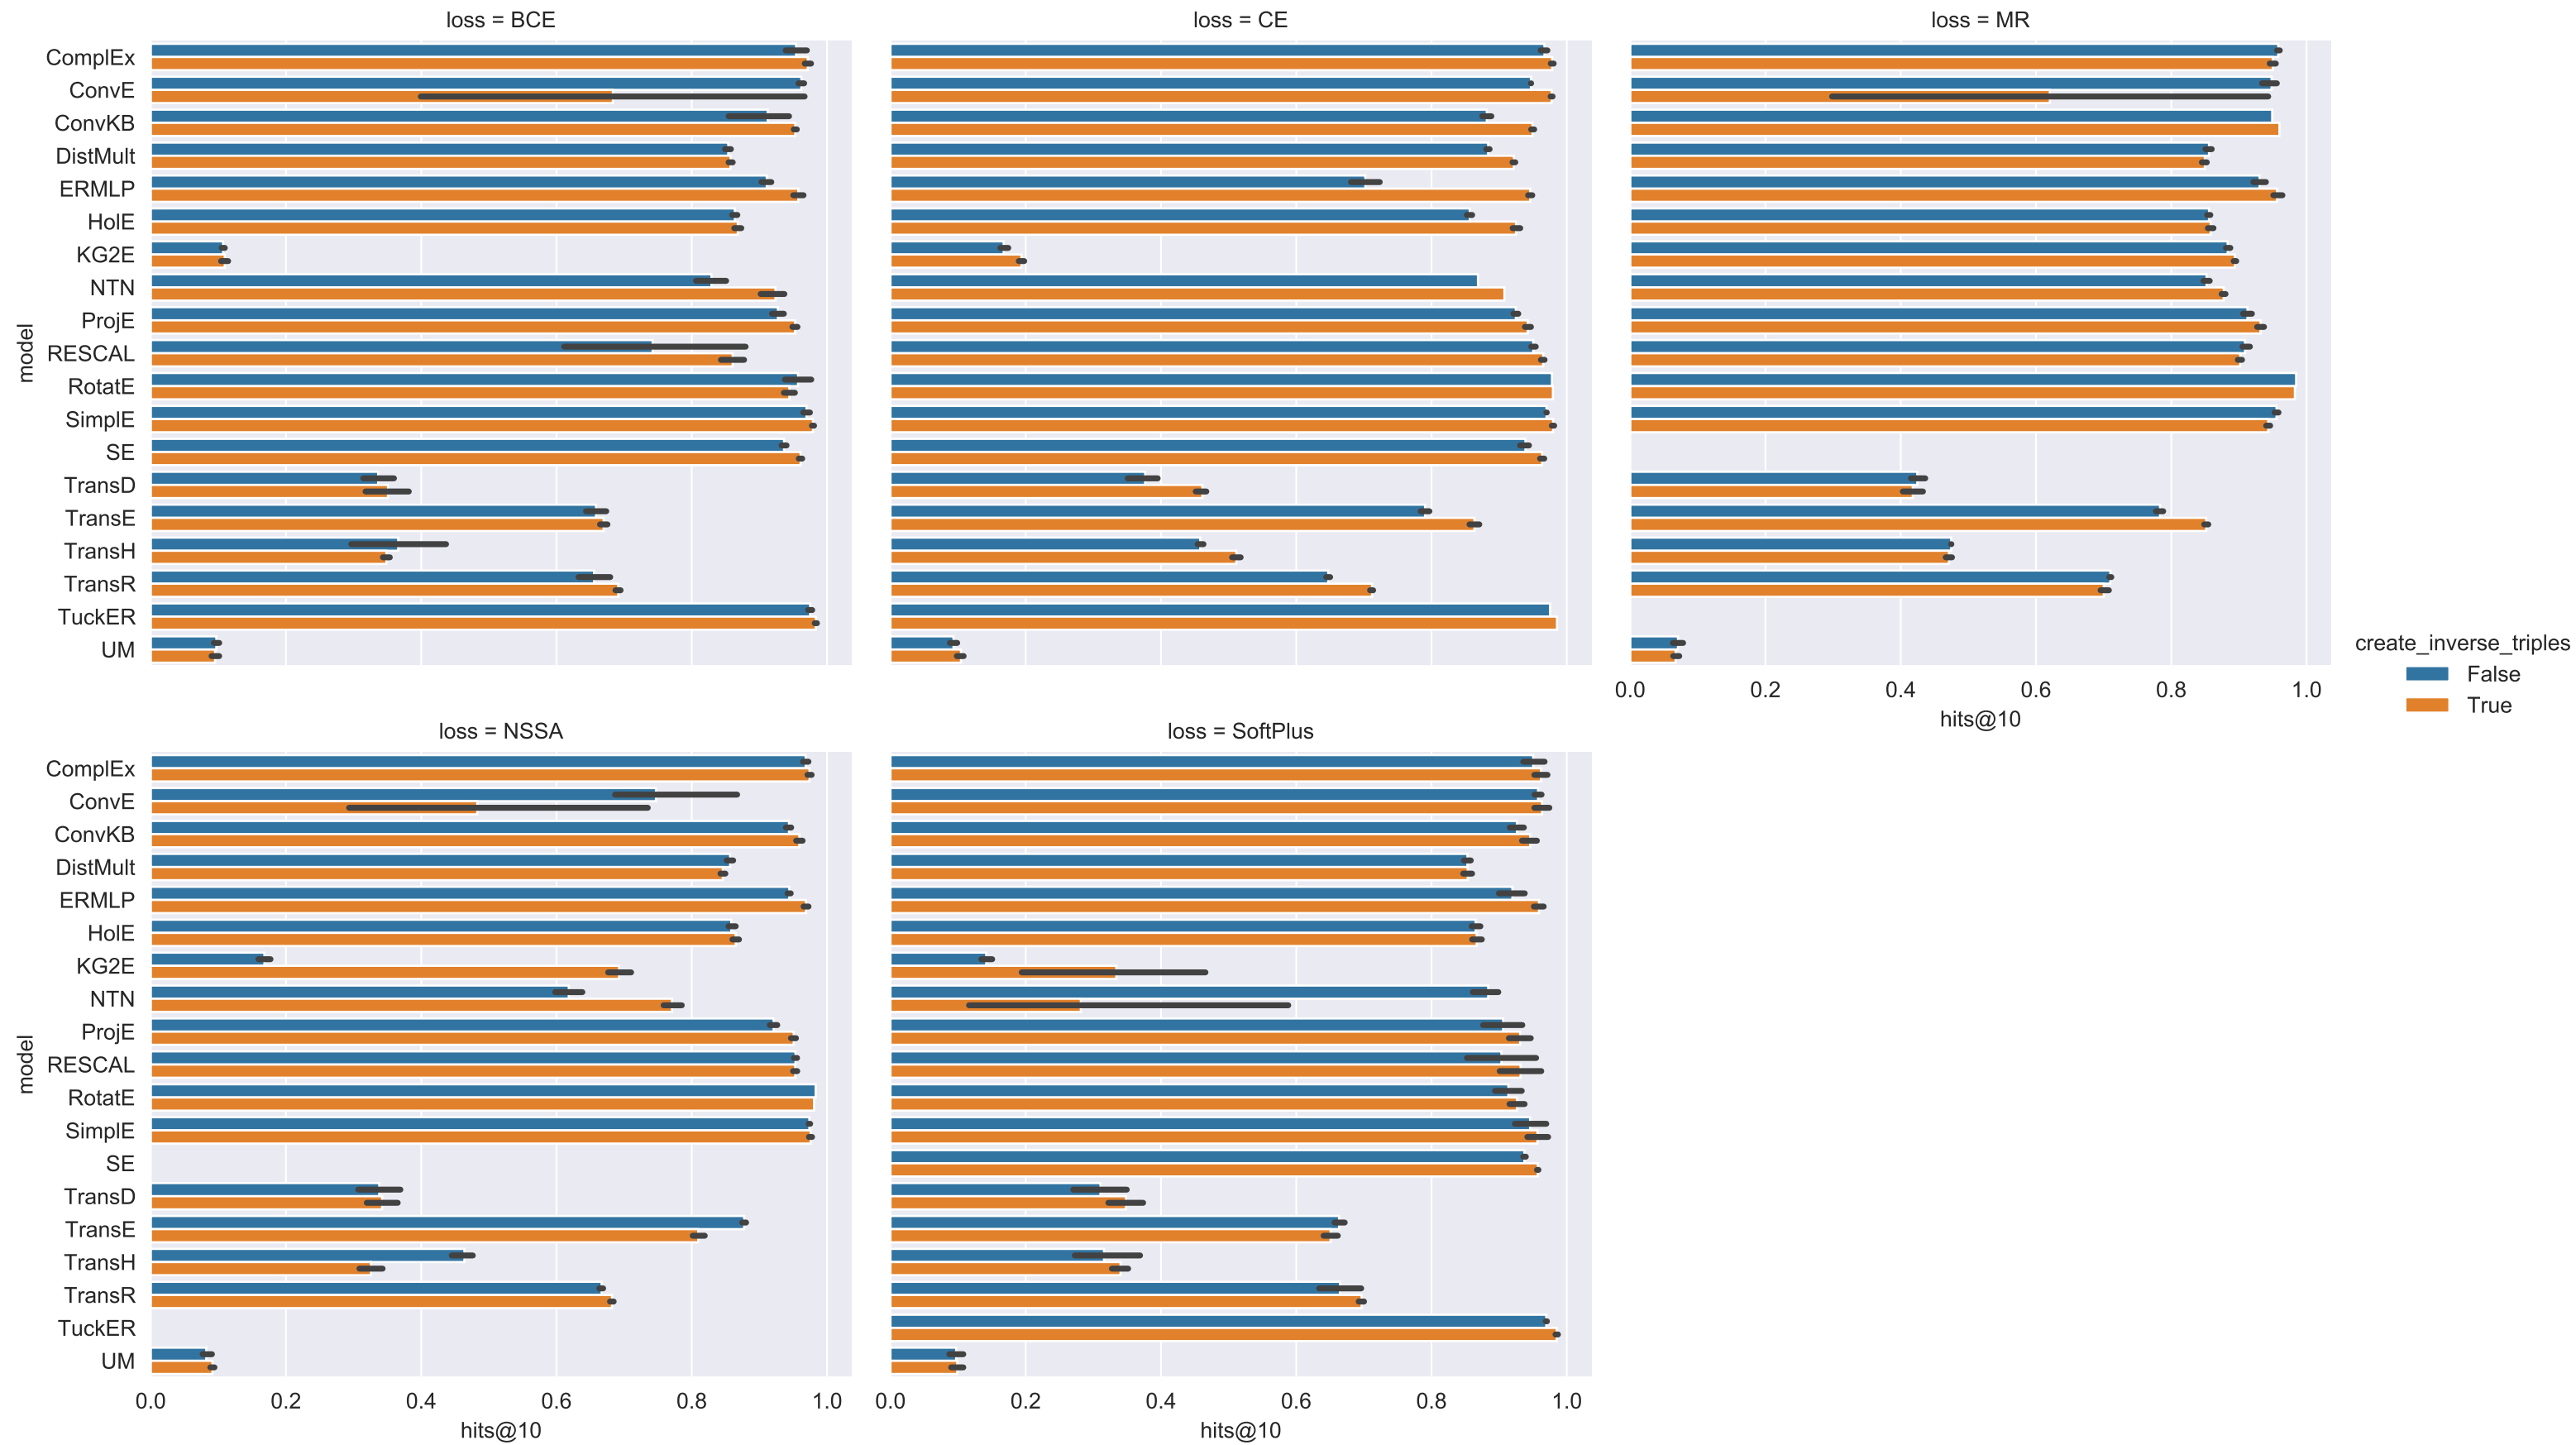 loss = BCE
loss = CE
loss = MR
ComplEx
ConvE
ConvKB
DistMult
ERMLP
HolE
KG2E
NTN
ProjE
RESCAL
RotatE
SimplE
SE
TransD
TransE
TransH
TransR
TuckER
UM
model
0.0 0.2 0.4 0.6 0.8 1.0
hits@10
create_inverse_triples
False
True
loss = NSSA
loss = SoftPlus
ComplEx
ConvE
ConvKB
DistMult
ERMLP
HolE
KG2E
NTN
ProjE
RESCAL
RotatE
SimplE
SE
TransD
TransE
TransH
TransR
TuckER
UM
model
0.0 0.2 0.4 0.6 0.8 1.0
hits@10
0.0 0.2 0.4 0.6 0.8 1.0
hits@10